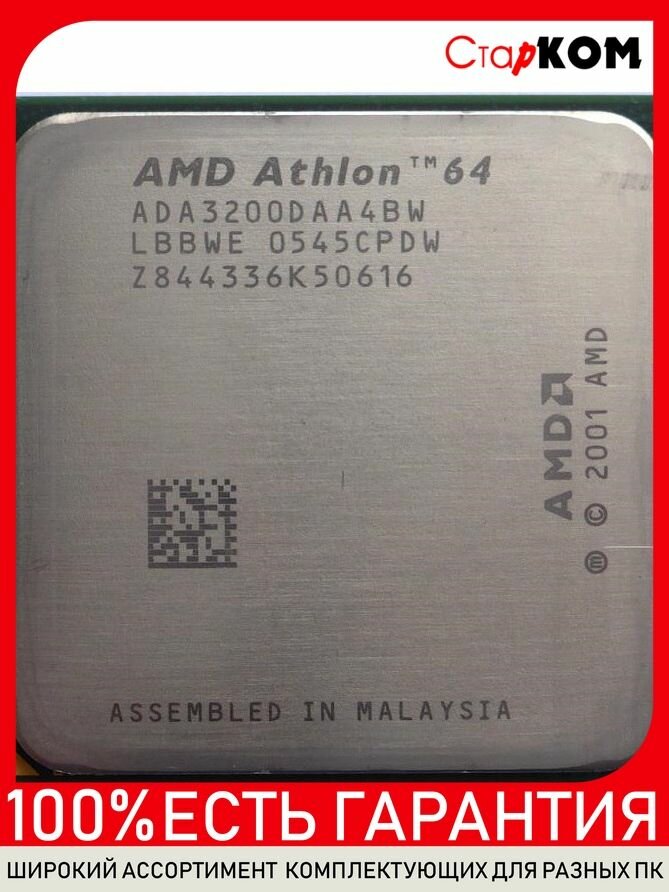 СтарКОМ
AMD Athlon™64
ADA3200DAA4BW
LBBWE 0545CPDW
Z844336K50616
AMD
Ⓜ © 2001 AMD
ASSEMBLED IN MALAYSIA
100% ЕСТЬ ГАРАНТИЯ
ШИРОКИЙ АССОРТИМЕНТ КОМПЛЕКТУЮЩИХ ДЛЯ РАЗНЫХ ПК